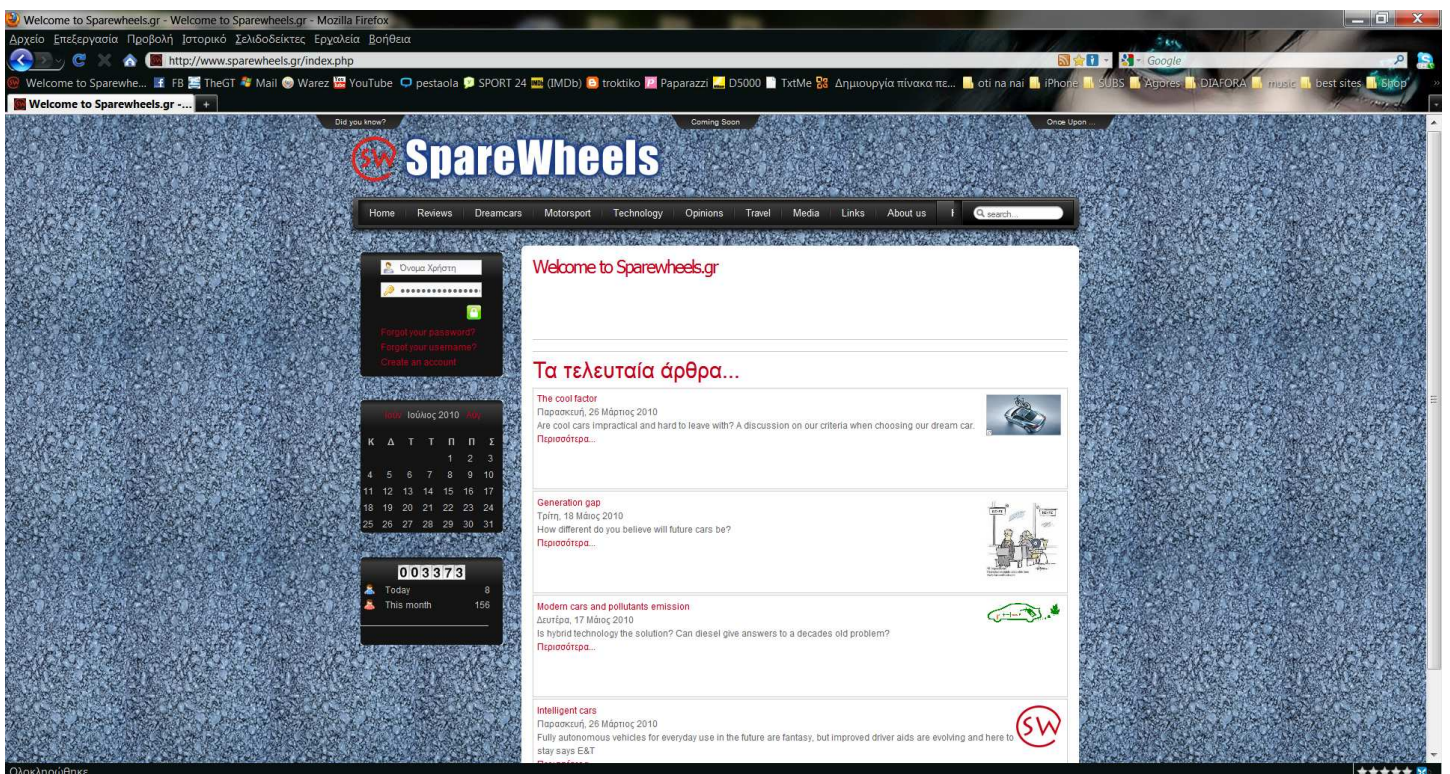 Welcome to Sparewheels.gr - Welcome to Sparewheels.gr - Mozilla Firefox
Αρχείο Επεξεργασία Προβολή Ιστορικό Σελιδοδείκτες Εργαλεία Βοήθεια
http://www.sparewheels.gr/index.php
Google
Welcome to Sparewhe... FB TheGT Mail Warez YouTube pestaola SPORT 24 (IMDb) troktiko Paparazzi D5000 TxtMe Δημιουργία πίνακα πε... oti na nai iPhone SUBS Agores DIAFORA music best sites Shop
Welcome to Sparewheels.gr -...
Did you know? Coming Soon Once Upon ...
SW SpareWheels
Home Reviews Dreamcars Motorsport Technology Opinions Travel Media Links About us search...
Όνομα Χρήστη
Forgot your password?
Forgot your username?
Create an account
Ιούλιος 2010
Κ Δ Τ Τ Π Π Σ
1 2 3
4 5 6 7 8 9 10
11 12 13 14 15 16 17
18 19 20 21 22 23 24
25 26 27 28 29 30 31
003373
Today 8
This month 156
Welcome to Sparewheels.gr
Τα τελευταία άρθρα...
The cool factor
Παρασκευή, 26 Μάρτιος 2010
Are cool cars impractical and hard to leave with? A discussion on our criteria when choosing our dream car.
Περισσότερα...
Generation gap
Τρίτη, 18 Μάιος 2010
How different do you believe will future cars be?
Περισσότερα...
Modern cars and pollutants emission
Δευτέρα, 17 Μάιος 2010
Is hybrid technology the solution? Can diesel give answers to a decades old problem?
Περισσότερα...
Intelligent cars
Παρασκευή, 26 Μάρτιος 2010
Fully autonomous vehicles for everyday use in the future are fantasy, but improved driver aids are evolving and here to
stay says E&T
SW
Ολοκληρώθηκε